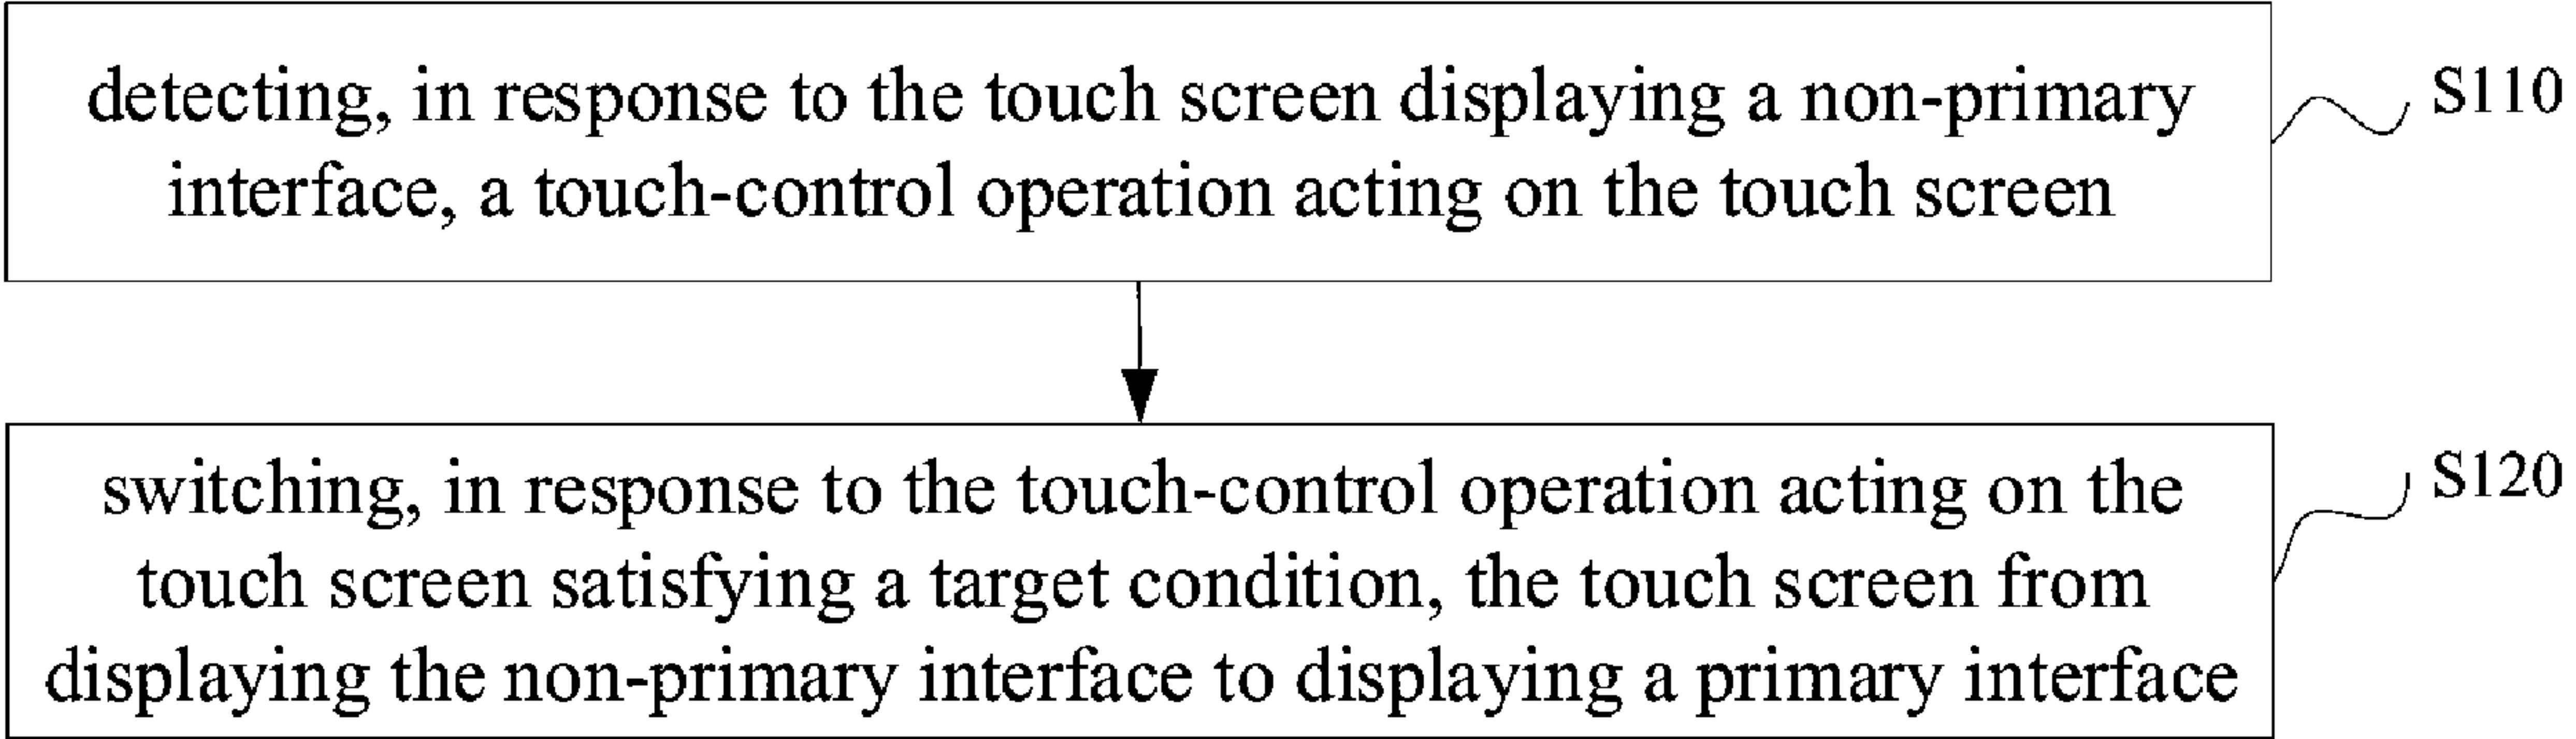 detecting, in response to the touch screen displaying a non-primary
interface, a touch-control operation acting on the touch screen
S110
switching, in response to the touch-control operation acting on the
touch screen satisfying a target condition, the touch screen from
displaying the non-primary interface to displaying a primary interface
S120